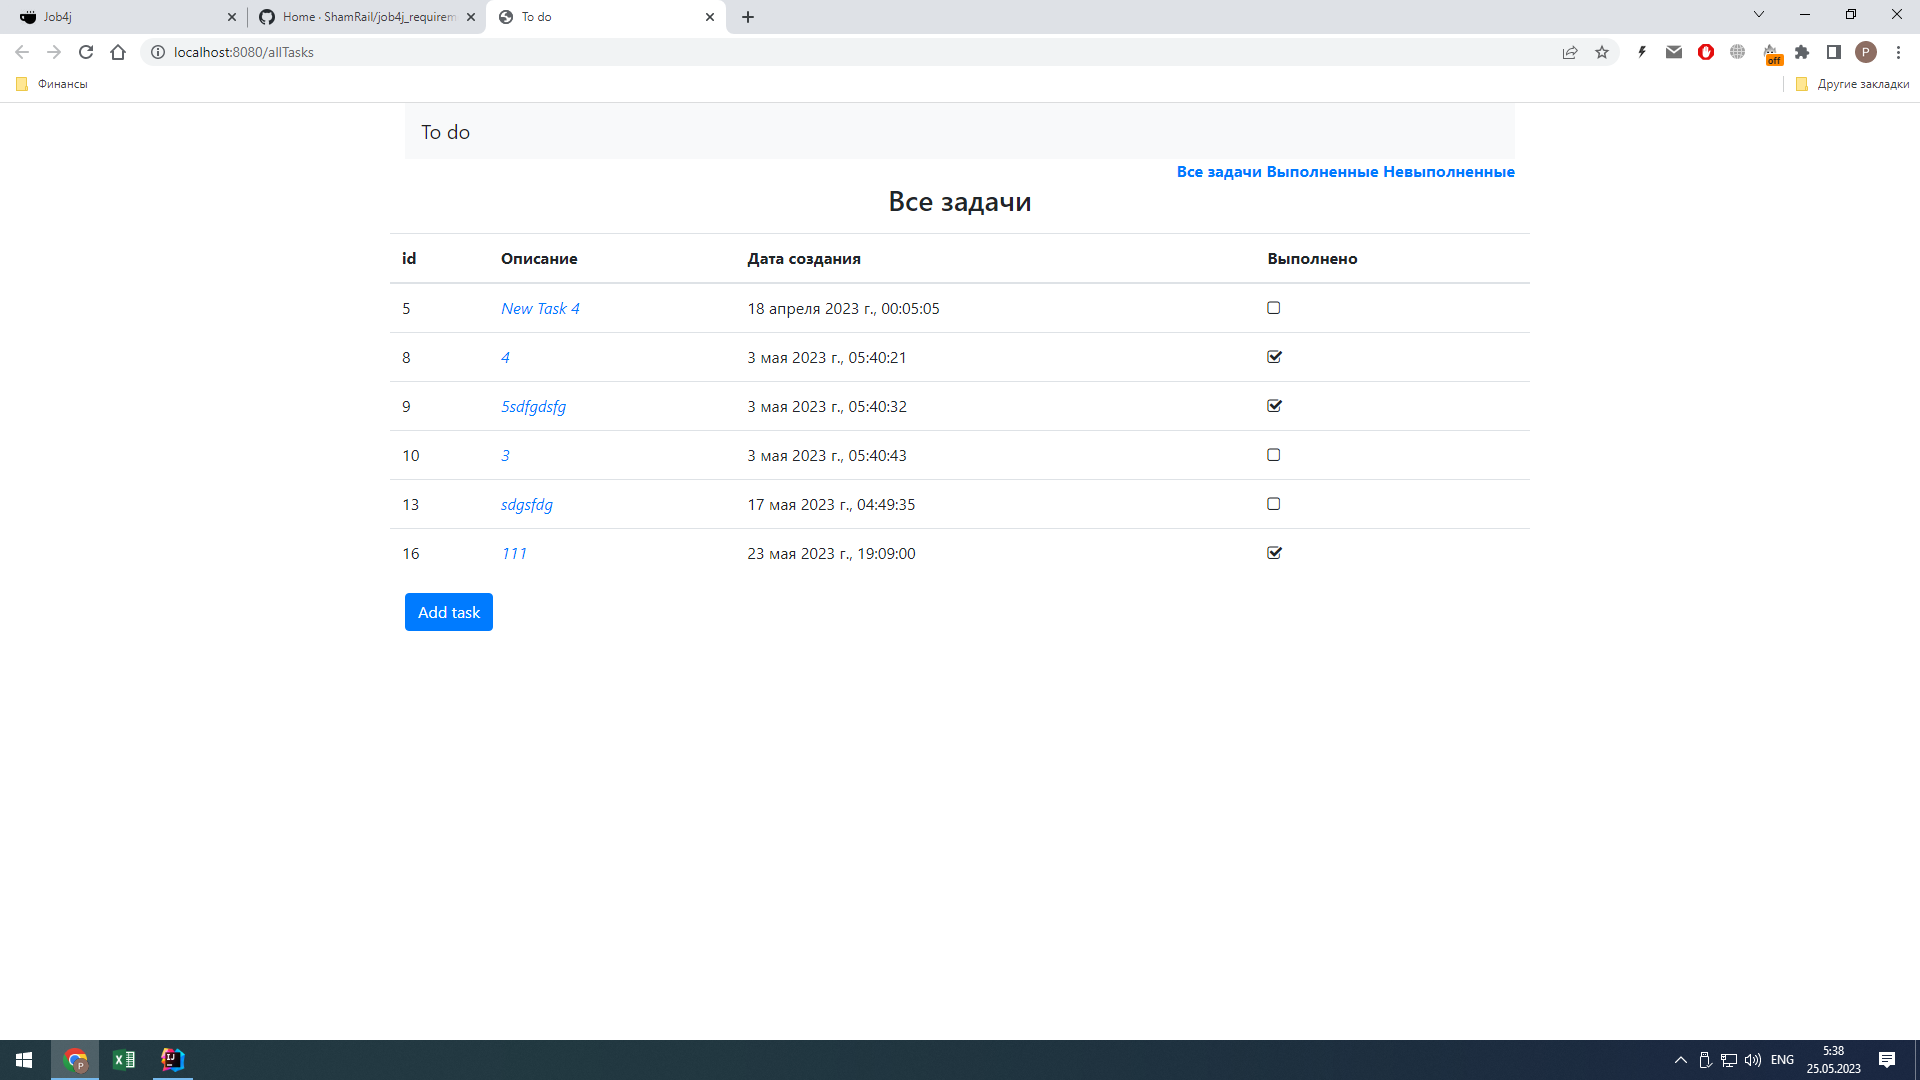 Job4j
Home · ShamRail/job4j_requirem
To do
localhost:8080/allTasks
off
P
Финансы
Другие закладки
To do
Все задачи Выполненные Невыполненные
Все задачи
id Описание Дата создания Выполнено
5 New Task 4 18 апреля 2023 г., 00:05:05
8 4 3 мая 2023 г., 05:40:21
9 5sdfgdsfg 3 мая 2023 г., 05:40:32
10 3 3 мая 2023 г., 05:40:43
13 sdgsfdg 17 мая 2023 г., 04:49:35
16 111 23 мая 2023 г., 19:09:00
Add task
P
X
IJ
ENG
5:38
25.05.2023